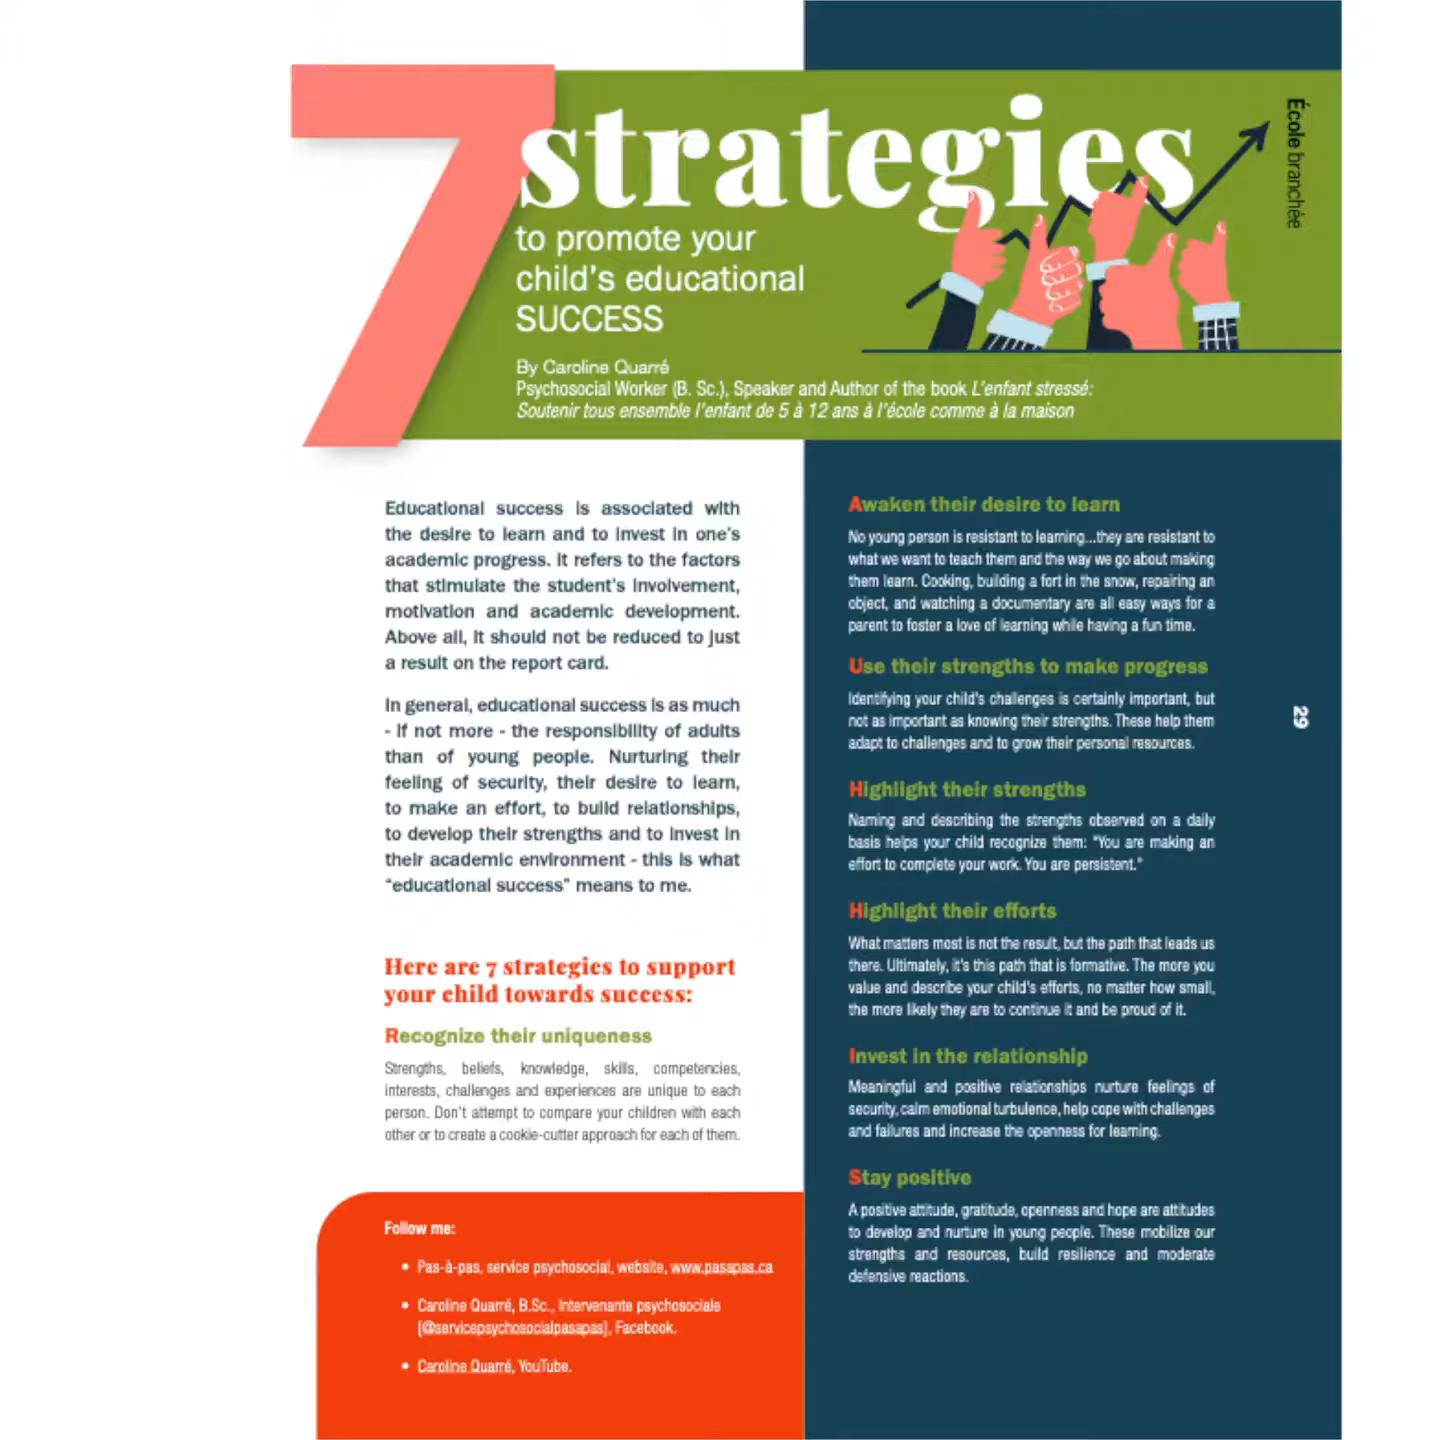 7 strategies
to promote your
child's educational
SUCCESS
By Caroline Quarré
Psychosocial Worker (B. Sc.), Speaker and Author of the book L'enfant stressé:
Soutenir tous ensemble l'enfant de 5 à 12 ans à l'école comme à la maison
École branchée
Educational success is associated with
the desire to learn and to invest in one's
academic progress. It refers to the factors
that stimulate the student's involvement,
motivation and academic development.
Above all, it should not be reduced to just
a result on the report card.
In general, educational success is as much
- if not more - the responsibility of adults
than of young people. Nurturing their
feeling of security, their desire to learn,
to make an effort, to build relationships,
to develop their strengths and to invest in
their academic environment - this is what
"educational success" means to me.
Here are 7 strategies to support
your child towards success:
Recognize their uniqueness
Strengths, beliefs, knowledge, skills, competencies,
interests, challenges and experiences are unique to each
person. Don't attempt to compare your children with each
other or to create a cookie-cutter approach for each of them.
Follow me:
• Pas-à-pas, service psychosocial, website, www.pasapas.ca
• Caroline Quarré, B.Sc., Intervenante psychosociale
(@servicepsychosocialpasapas), Facebook.
• Caroline Quarré, YouTube.
Awaken their desire to learn
No young person is resistant to learning...they are resistant to
what we want to teach them and the way we go about making
them learn. Cooking, building a fort in the snow, repairing an
object, and watching a documentary are all easy ways for a
parent to foster a love of learning while having a fun time.
Use their strengths to make progress
Identifying your child's challenges is certainly important, but
not as important as knowing their strengths. These help them
adapt to challenges and to grow their personal resources.
Highlight their strengths
Naming and describing the strengths observed on a daily
basis helps your child recognize them: "You are making an
effort to complete your work. You are persistent."
Highlight their efforts
What matters most is not the result, but the path that leads us
there. Ultimately, it's this path that is formative. The more you
value and describe your child's efforts, no matter how small,
the more likely they are to continue it and be proud of it.
Invest in the relationship
Meaningful and positive relationships nurture feelings of
security, calm emotional turbulence, help cope with challenges
and failures and increase the openness for learning.
Stay positive
A positive attitude, gratitude, openness and hope are attitudes
to develop and nurture in young people. These mobilize our
strengths and resources, build resilience and moderate
defensive reactions.
29